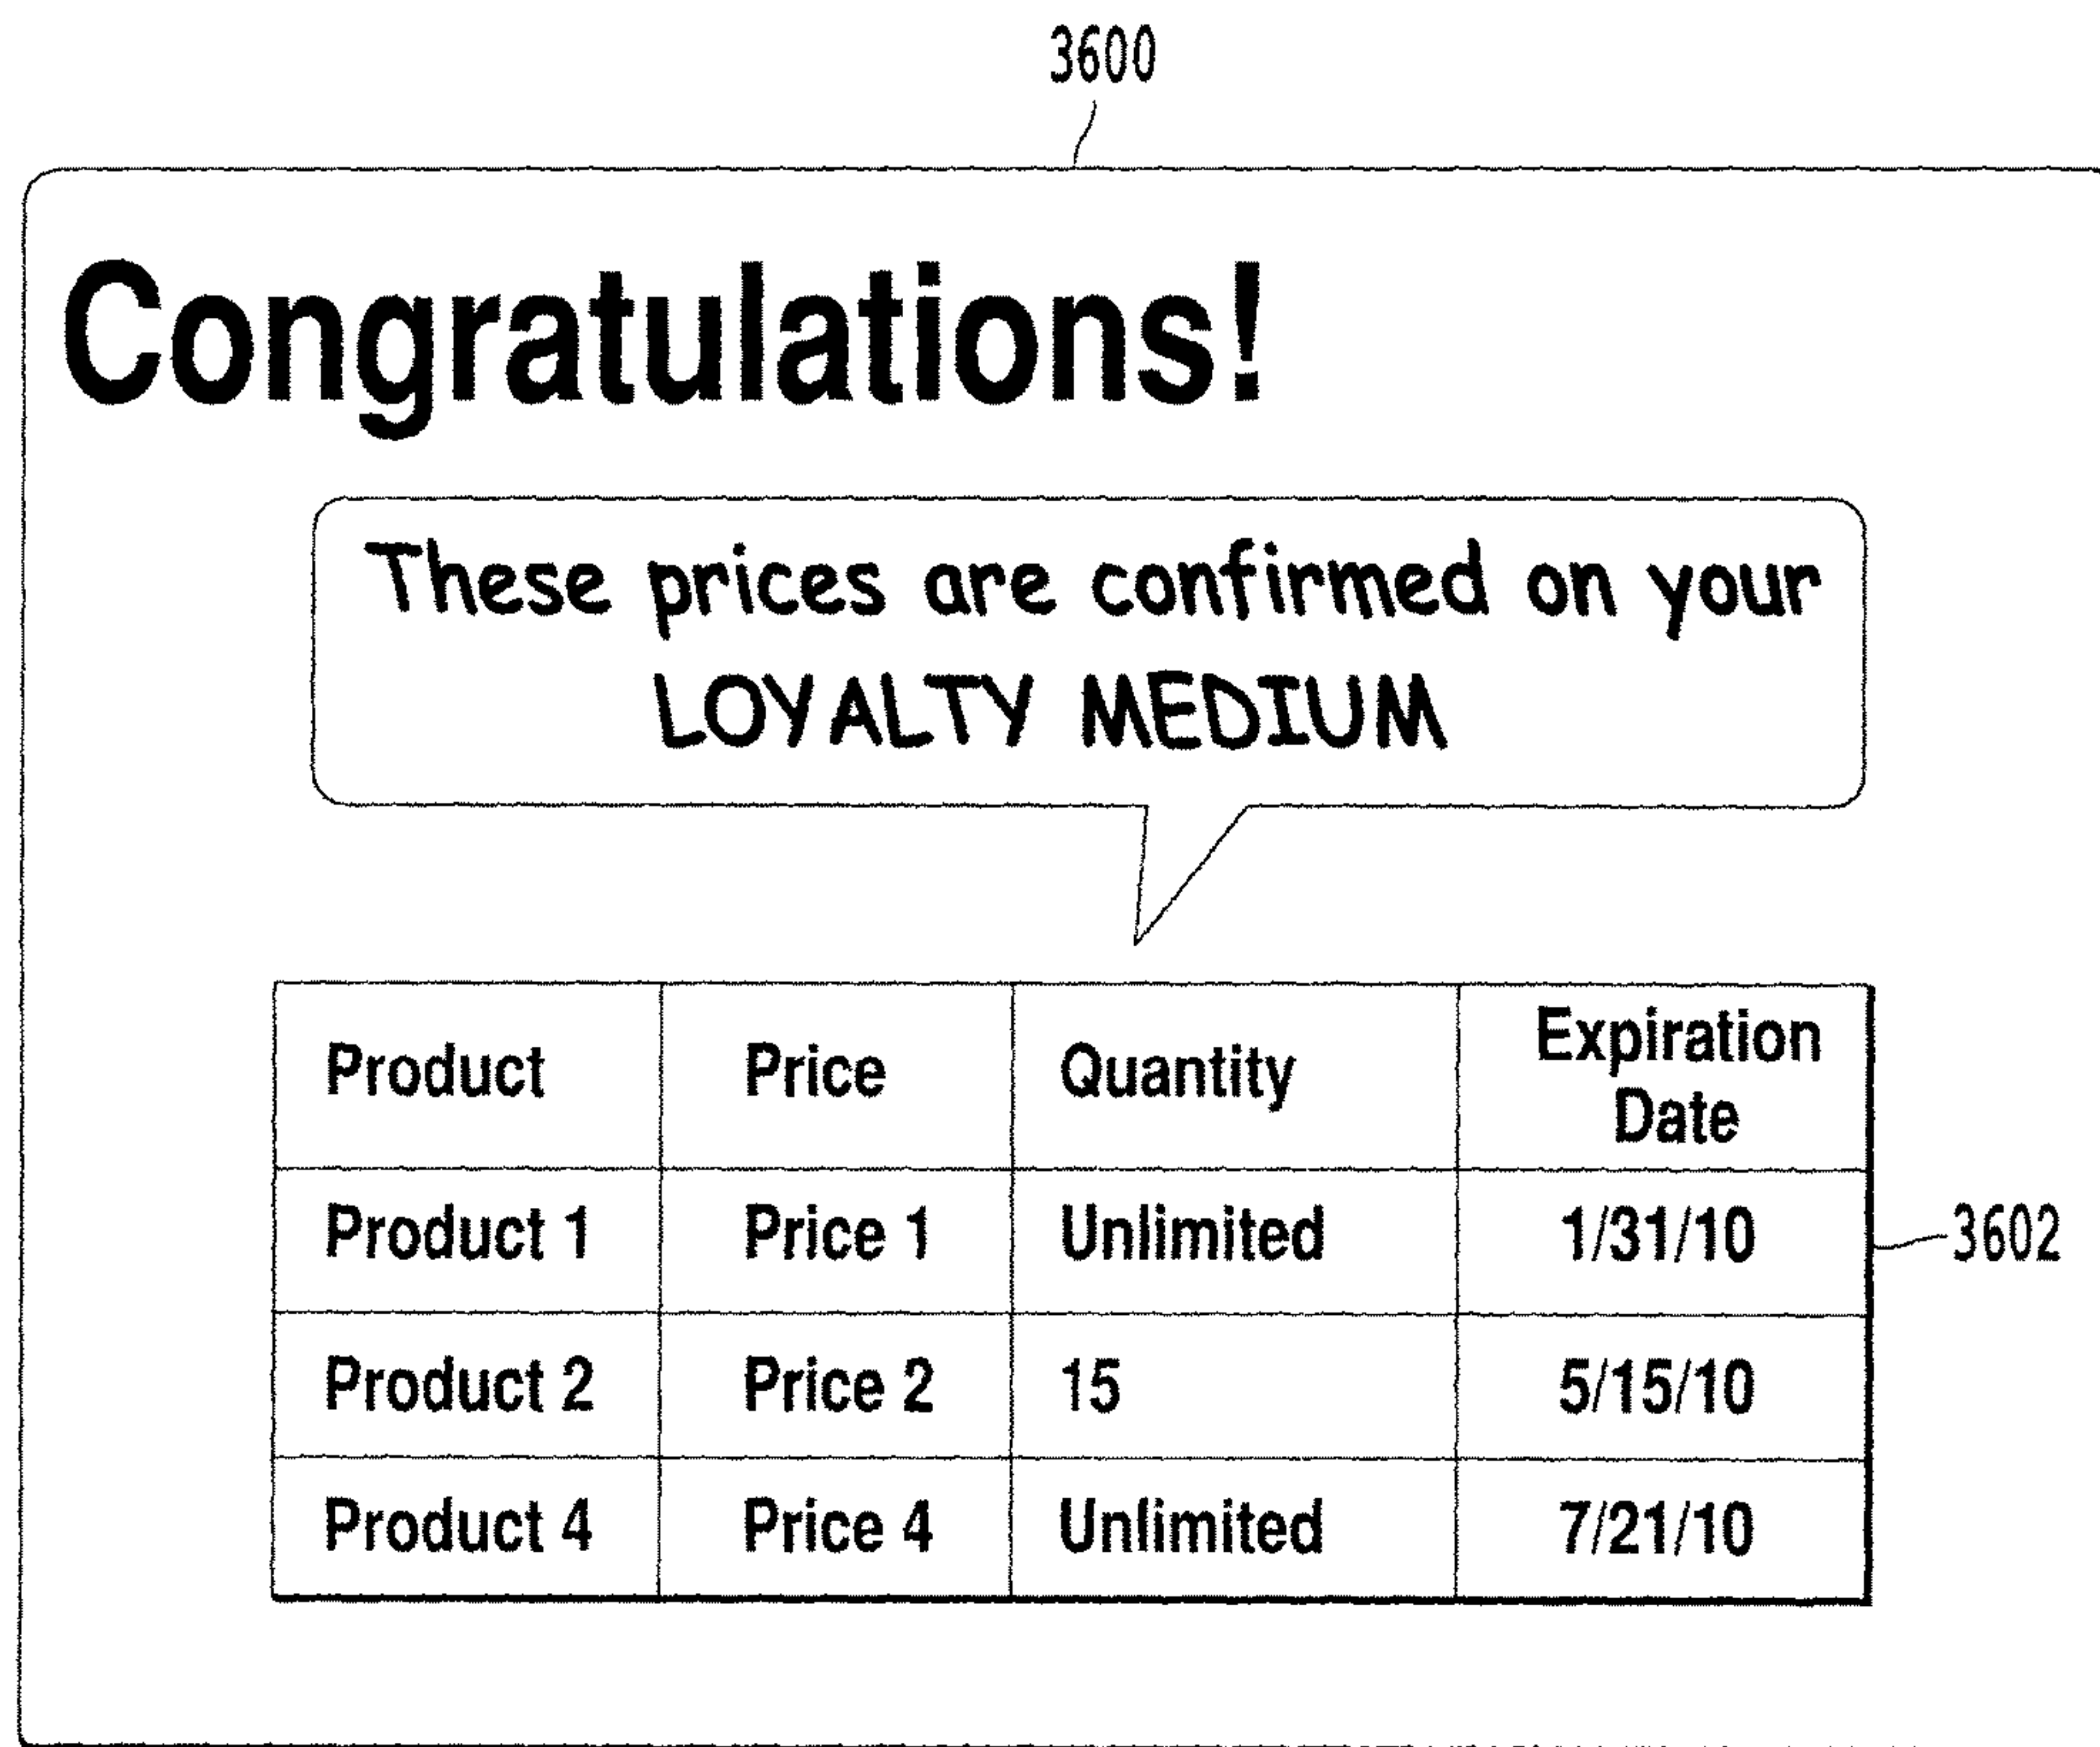 3600
Congratulations!
These prices are confirmed on your
LOYALTY MEDIUM
Product Price Quantity Expiration Date
Product 1 Price 1 Unlimited 1/31/10
3602
Product 2 Price 2 15 5/15/10
Product 4 Price 4 Unlimited 7/21/10